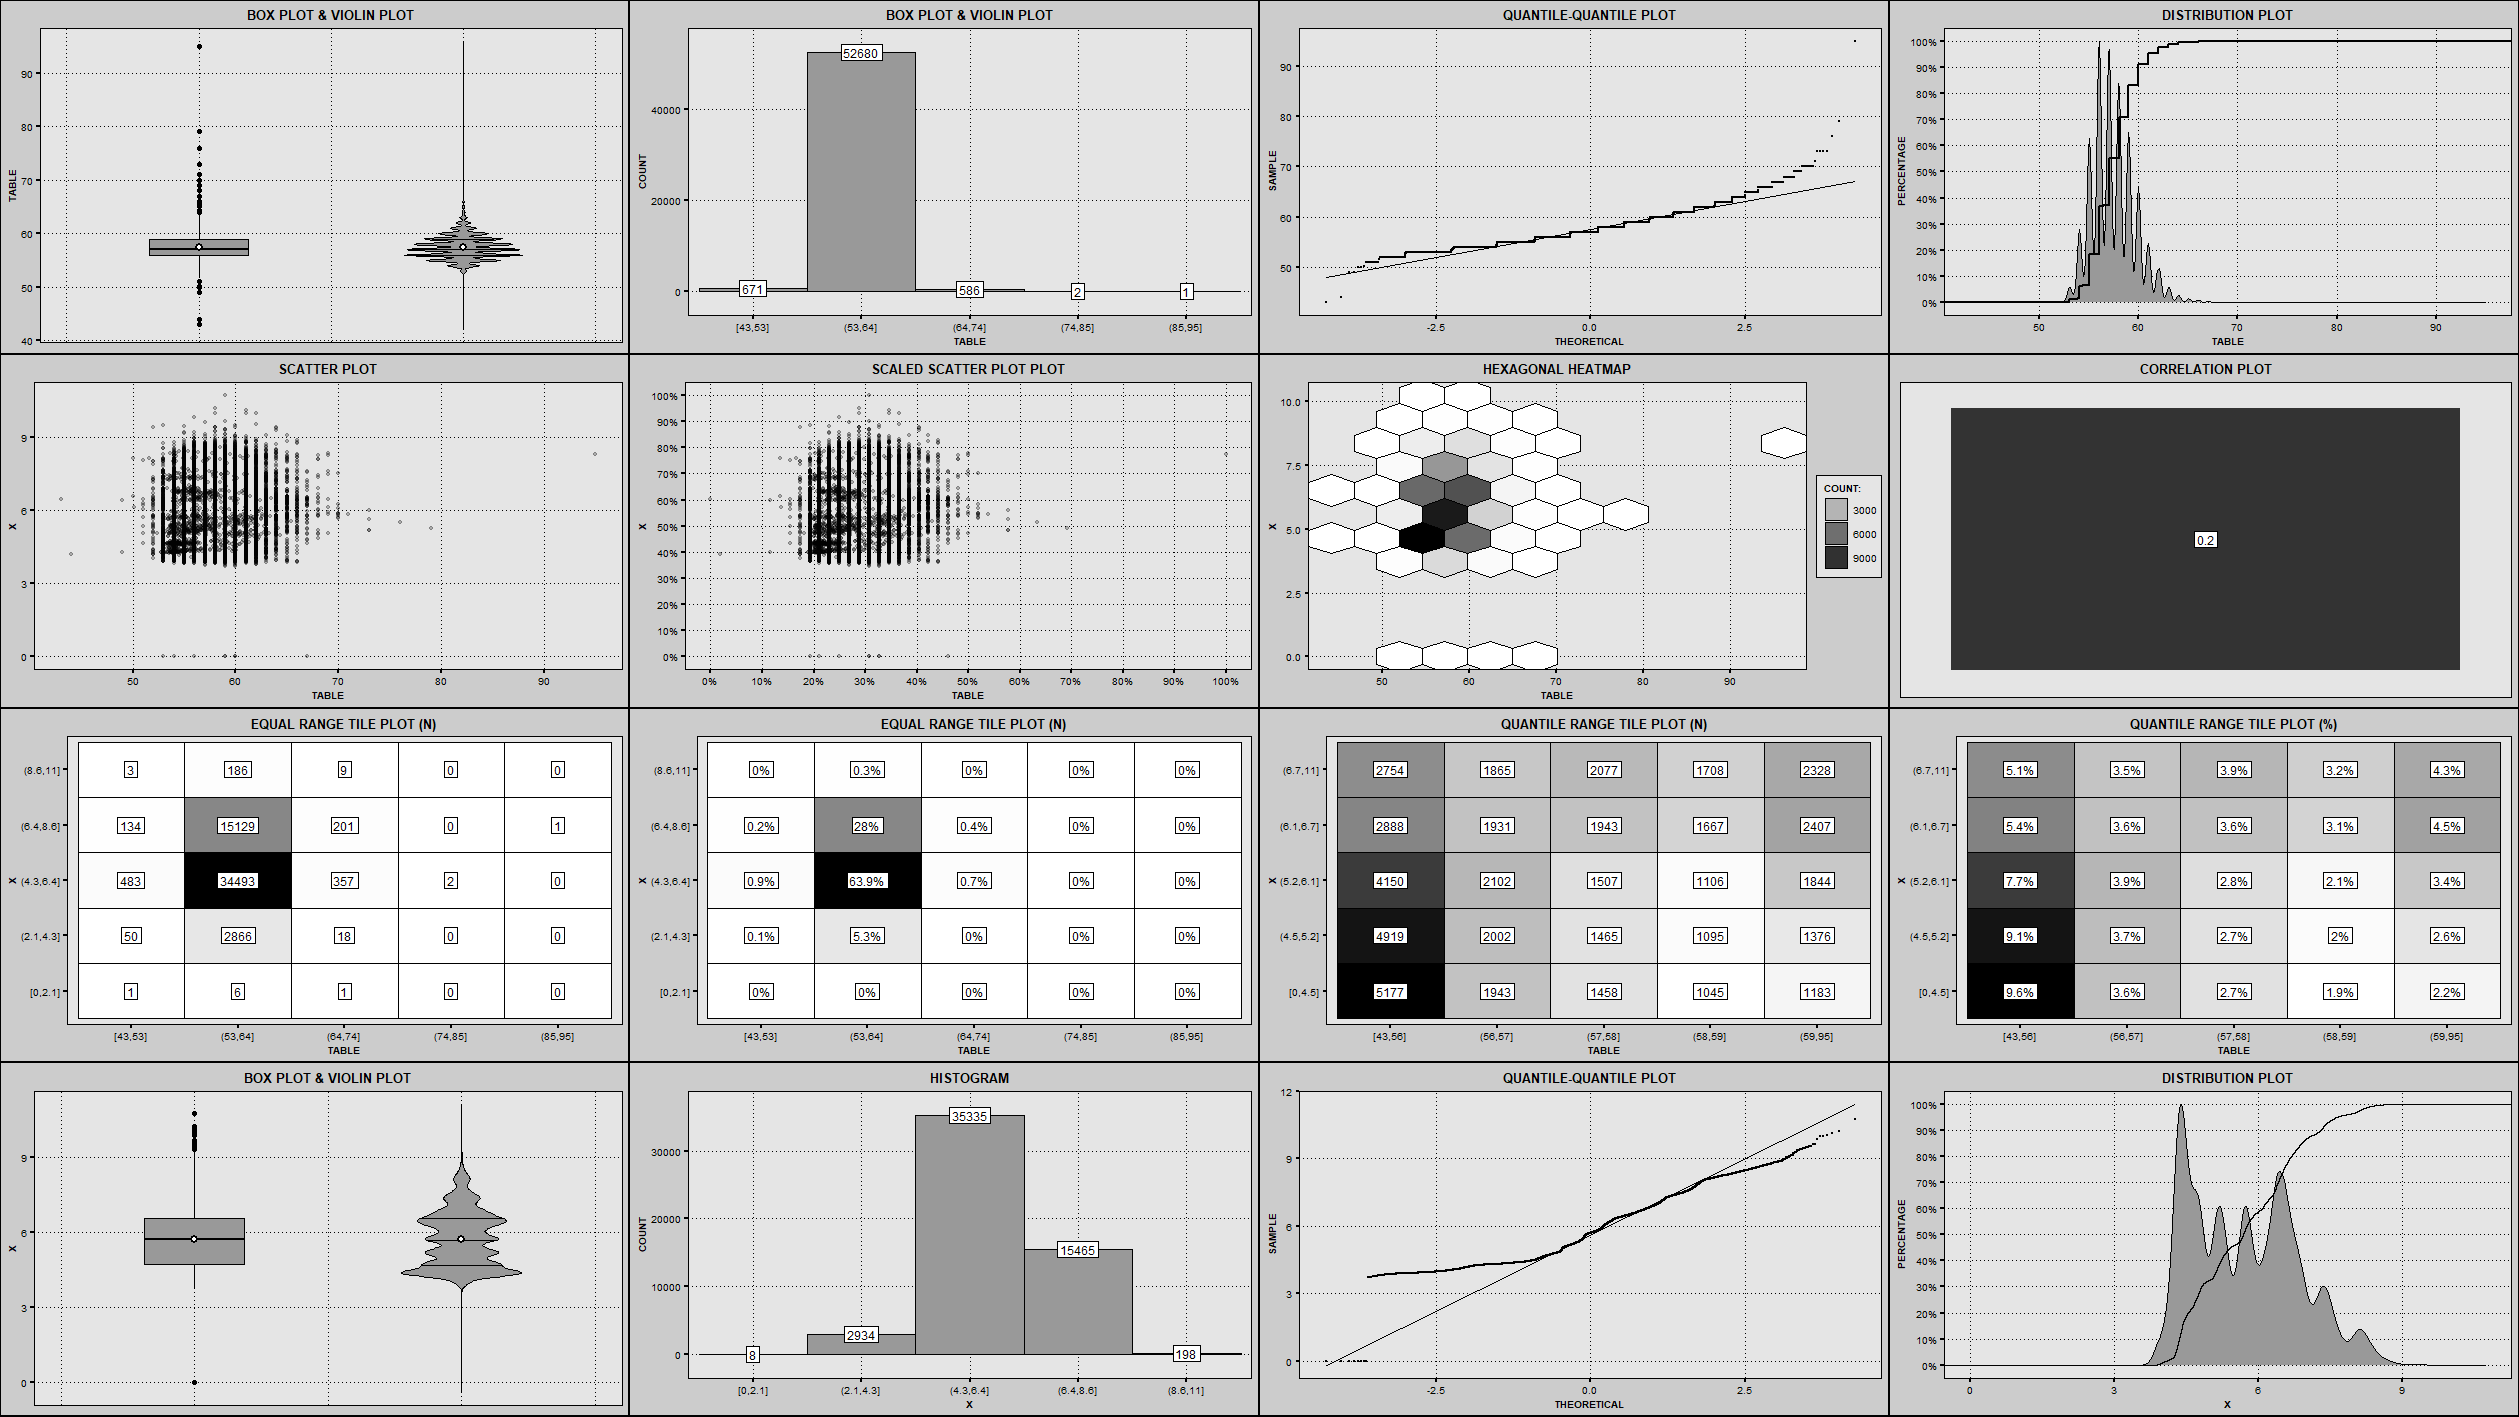 BOX PLOT & VIOLIN PLOT
TABLE
90
80
70
60
50
40
BOX PLOT & VIOLIN PLOT
COUNT
40000
20000
0
52680
671
586
2
1
[43,53]
(53,64]
(64,74]
(74,85]
(85,95]
TABLE
QUANTILE-QUANTILE PLOT
SAMPLE
90
80
70
60
50
-2.5
0.0
2.5
THEORETICAL
DISTRIBUTION PLOT
PERCENTAGE
100%
90%
80%
70%
60%
50%
40%
30%
20%
10%
0%
50
60
70
80
90
TABLE
SCATTER PLOT
X
9
6
3
0
50
60
70
80
90
TABLE
SCALED SCATTER PLOT PLOT
X
100%
90%
80%
70%
60%
50%
40%
30%
20%
10%
0%
0%
10%
20%
30%
40%
50%
60%
70%
80%
90%
100%
TABLE
HEXAGONAL HEATMAP
X
10.0
7.5
5.0
2.5
0.0
50
60
70
80
90
TABLE
COUNT:
3000
6000
9000
CORRELATION PLOT
0.2
EQUAL RANGE TILE PLOT (N)
X
(8.6,11] 3 186 9 0 0
(6.4,8.6] 134 15129 201 0 1
(4.3,6.4] 483 34493 357 2 0
(2.1,4.3] 50 2866 18 0 0
[0,2.1] 1 6 1 0 0
[43,53] (53,64] (64,74] (74,85] (85,95]
TABLE
EQUAL RANGE TILE PLOT (N)
X
(8.6,11] 0% 0.3% 0% 0% 0%
(6.4,8.6] 0.2% 28% 0.4% 0% 0%
(4.3,6.4] 0.9% 63.9% 0.7% 0% 0%
(2.1,4.3] 0.1% 5.3% 0% 0% 0%
[0,2.1] 0% 0% 0% 0% 0%
[43,53] (53,64] (64,74] (74,85] (85,95]
TABLE
QUANTILE RANGE TILE PLOT (N)
X
(6.7,11] 2754 1865 2077 1708 2328
(6.1,6.7] 2888 1931 1943 1667 2407
(5.2,6.1] 4150 2102 1507 1106 1844
(4.5,5.2] 4919 2002 1465 1095 1376
[0,4.5] 5177 1943 1458 1045 1183
[43,56] (56,57] (57,58] (58,59] (59,95]
TABLE
QUANTILE RANGE TILE PLOT (%)
X
(6.7,11] 5.1% 3.5% 3.9% 3.2% 4.3%
(6.1,6.7] 5.4% 3.6% 3.6% 3.1% 4.5%
(5.2,6.1] 7.7% 3.9% 2.8% 2.1% 3.4%
(4.5,5.2] 9.1% 3.7% 2.7% 2% 2.6%
[0,4.5] 9.6% 3.6% 2.7% 1.9% 2.2%
[43,56] (56,57] (57,58] (58,59] (59,95]
TABLE
BOX PLOT & VIOLIN PLOT
X
9
6
3
0
HISTOGRAM
COUNT
30000
20000
10000
0
8
2934
35335
15465
198
[0,2.1]
(2.1,4.3]
(4.3,6.4]
(6.4,8.6]
(8.6,11]
X
QUANTILE-QUANTILE PLOT
SAMPLE
12
9
6
3
0
-2.5
0.0
2.5
THEORETICAL
DISTRIBUTION PLOT
PERCENTAGE
100%
90%
80%
70%
60%
50%
40%
30%
20%
10%
0%
0
3
6
9
X